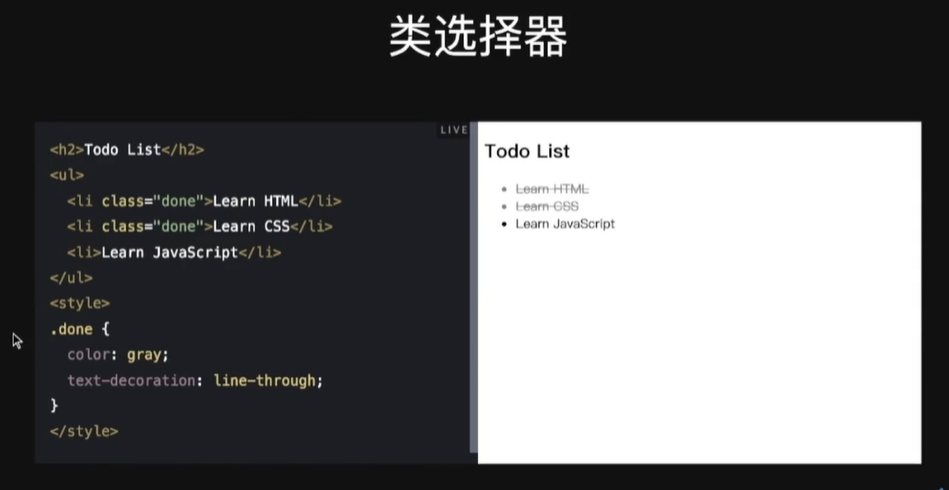 类选择器
LIVE
<h2>Todo List</h2>
<ul>
  <li class="done">Learn HTML</li>
  <li class="done">Learn CSS</li>
  <li>Learn JavaScript</li>
</ul>
<style>
.done {
  color: gray;
  text-decoration: line-through;
}
</style>
Todo List
Learn HTML
Learn CSS
Learn JavaScript